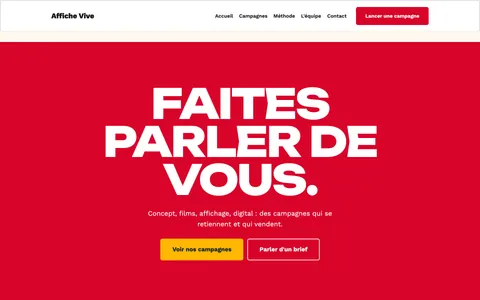 Affiche Vive
Accueil Campagnes Méthode L'équipe Contact Lancer une campagne
FAITES
PARLER DE
VOUS.
Concept, films, affichage, digital : des campagnes qui se
retiennent et qui vendent.
Voir nos campagnes Parler d'un brief